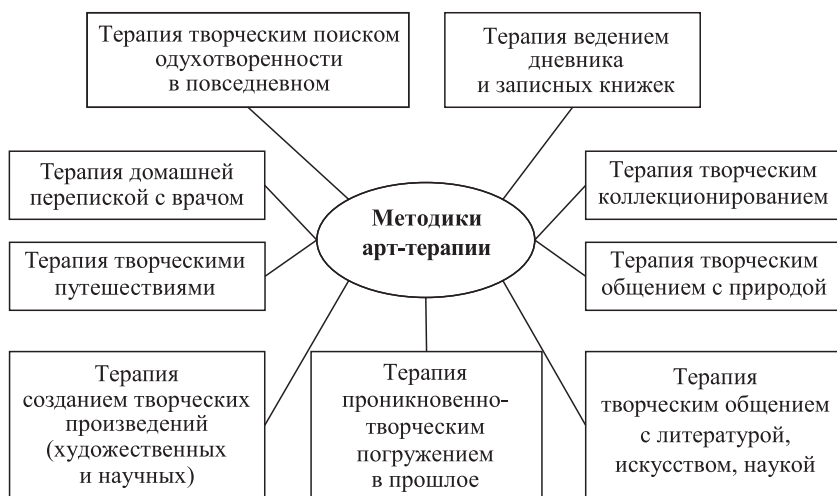 Терапия творческим поиском
одухотворенности
в повседневном
Терапия ведением
дневника
и записных книжек
Терапия домашней
перепиской с врачом
Методики
арт-терапии
Терапия творческим
коллекционированием
Терапия творческими
путешествиями
Терапия творческим
общением с природой
Терапия
созданием творческих
произведений
(художественных
и научных)
Терапия
проникновенно-
творческим
погружением
в прошлое
Терапия
творческим общением
с литературой,
искусством, наукой